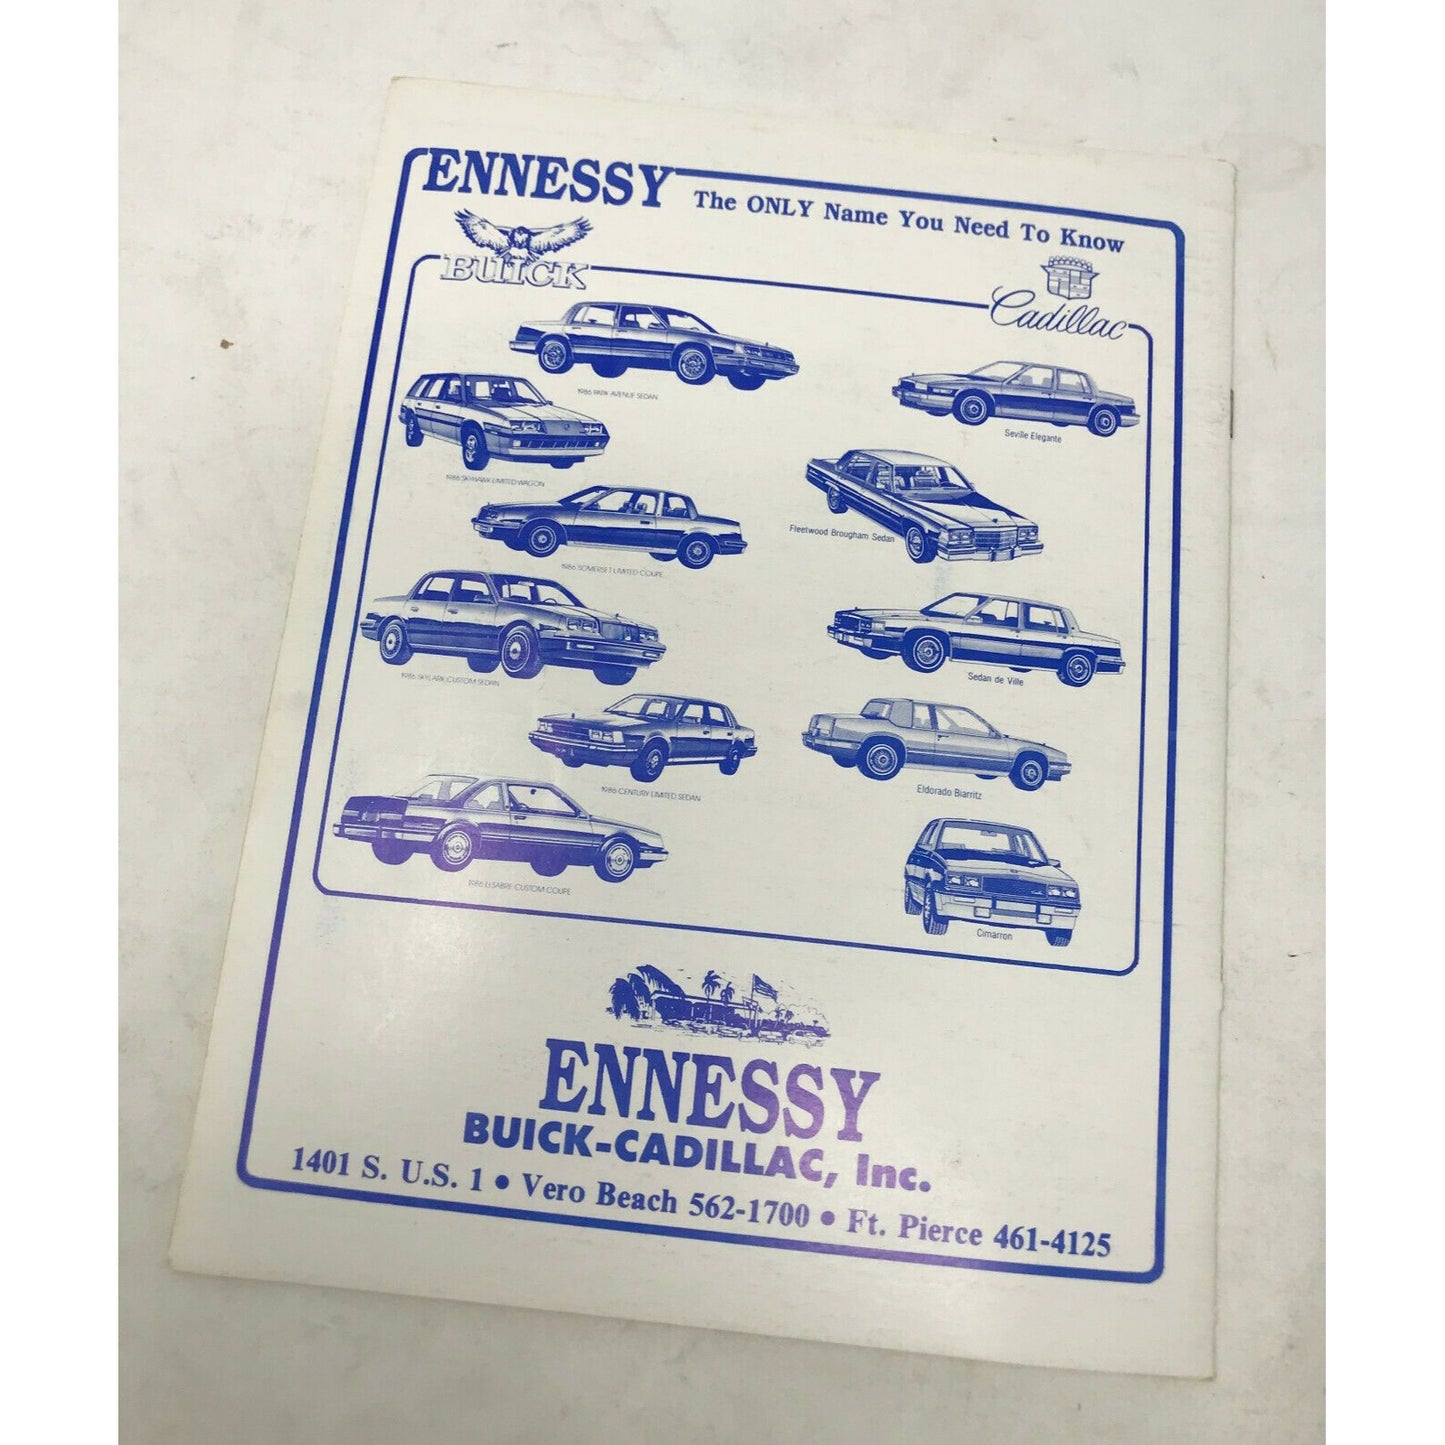 ENNESSY The ONLY Name You Need To Know
BUICK
Cadillac
1986 PARK AVENUE SEDAN
Seville Elegante
1986 SKYHAWK LIMITED WAGON
Fleetwood Brougham Sedan
1986 SOMERSET LIMITED COUPE
1986 SKYLARK CUSTOM SEDAN
Sedan de Ville
1986 CENTURY LIMITED SEDAN
Eldorado Biarritz
1986 LESABRE CUSTOM COUPE
Cimarron
ENNESSY
BUICK-CADILLAC, Inc.
1401 S. U.S. 1 • Vero Beach 562-1700 • Ft. Pierce 461-4125